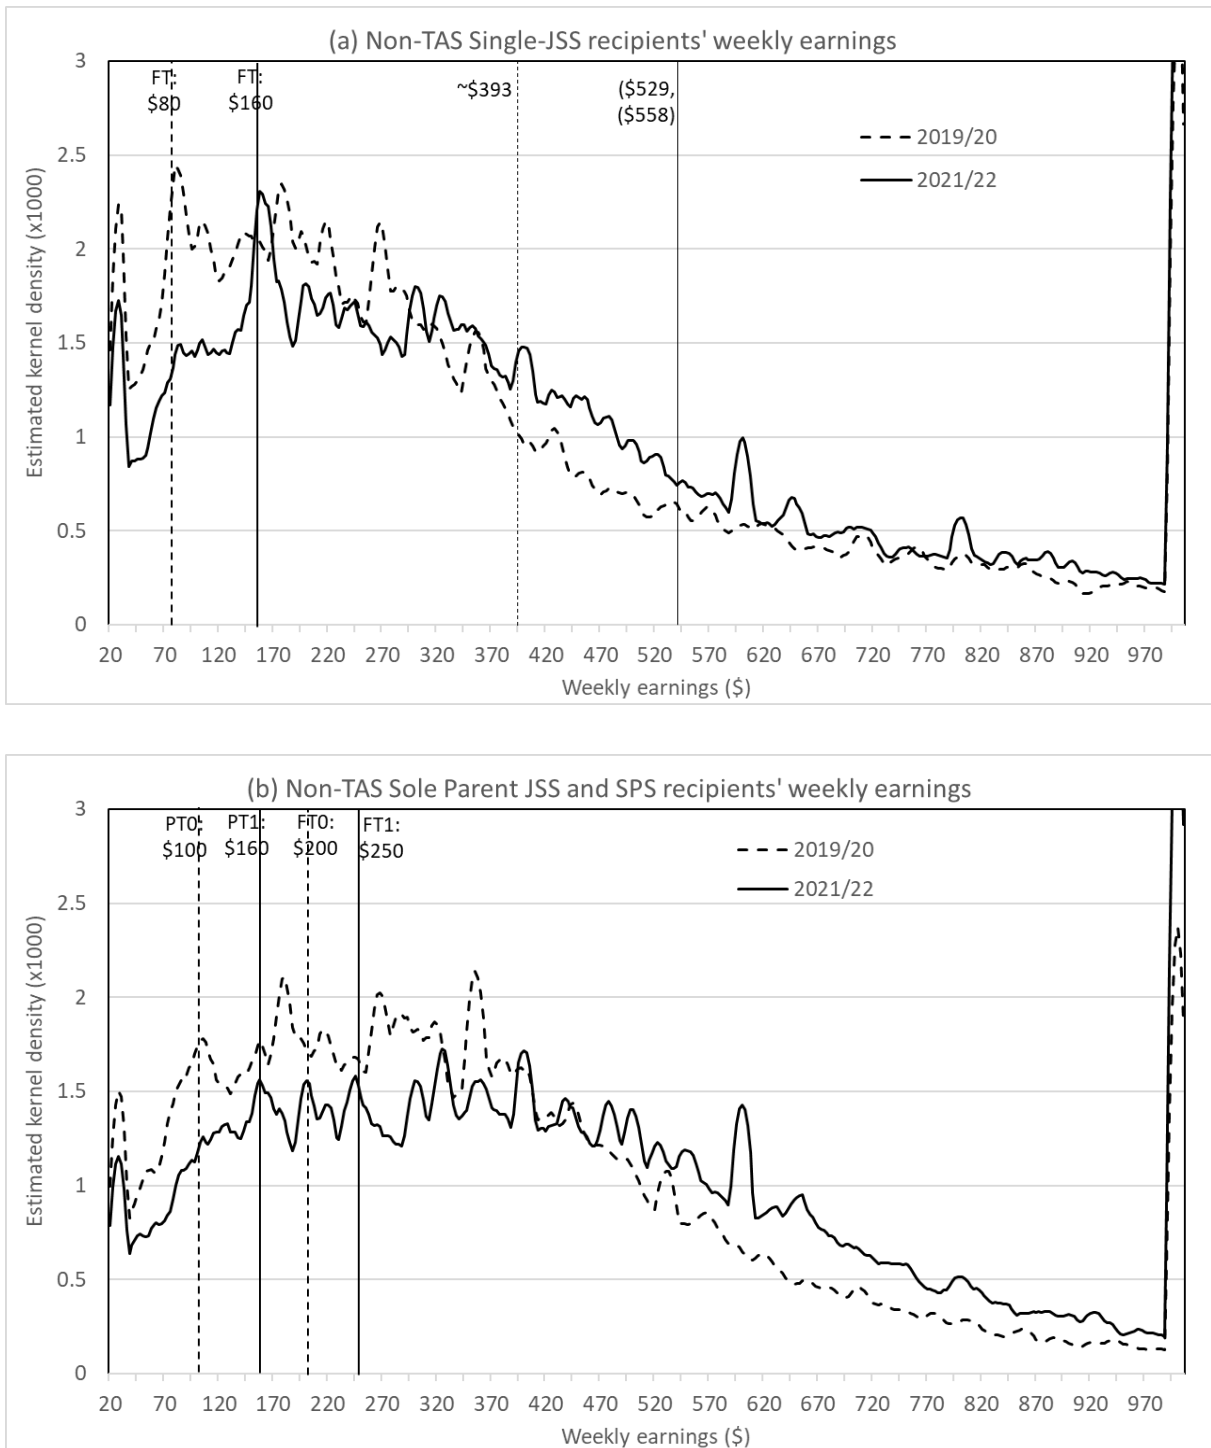 (a) Non-TAS Single-JSS recipients' weekly earnings
Estimated kernel density (x1000)
3
2.5
2
1.5
1
0.5
0
FT:
$80
FT:
$160
~$393
($529,
($558)
2019/20
2021/22
20 70 120 170 220 270 320 370 420 470 520 570 620 670 720 770 820 870 920 970
Weekly earnings ($)
(b) Non-TAS Sole Parent JSS and SPS recipients' weekly earnings
Estimated kernel density (x1000)
3
2.5
2
1.5
1
0.5
0
PT0:
$100
PT1:
$160
FT0:
$200
FT1:
$250
2019/20
2021/22
20 70 120 170 220 270 320 370 420 470 520 570 620 670 720 770 820 870 920 970
Weekly earnings ($)